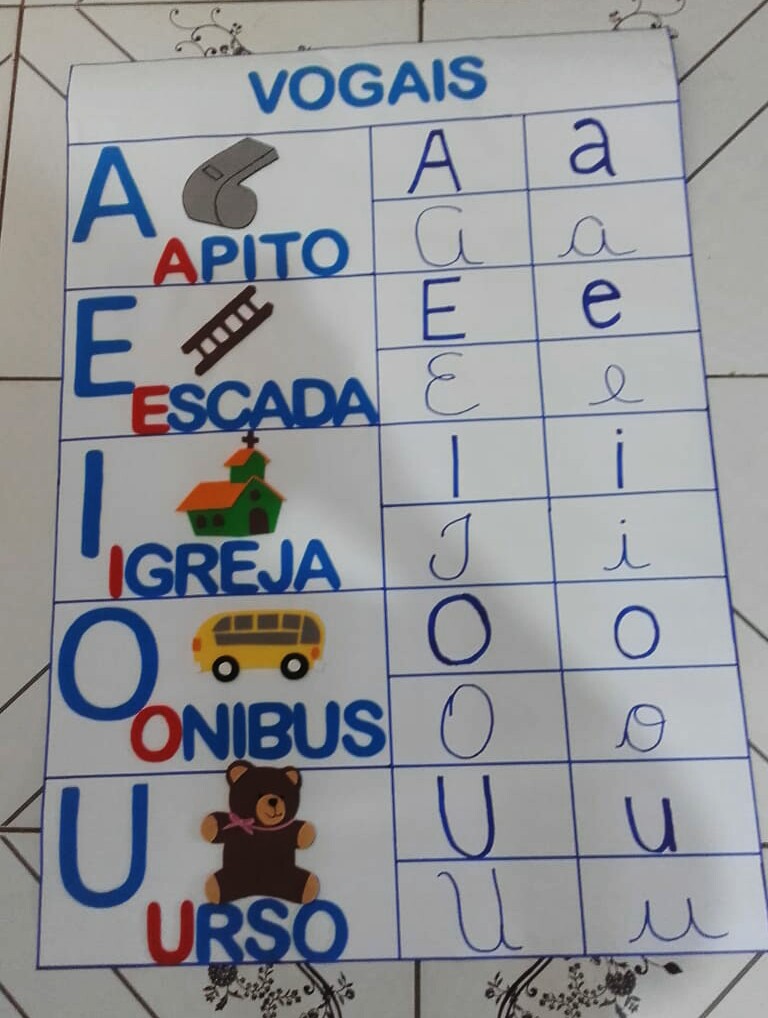 VOGAIS
A
APITO
A a
A a
E
ESCADA
E e
E e
I
IGREJA
I i
I i
O
ONIBUS
O o
O o
U
URSO
U u
U u